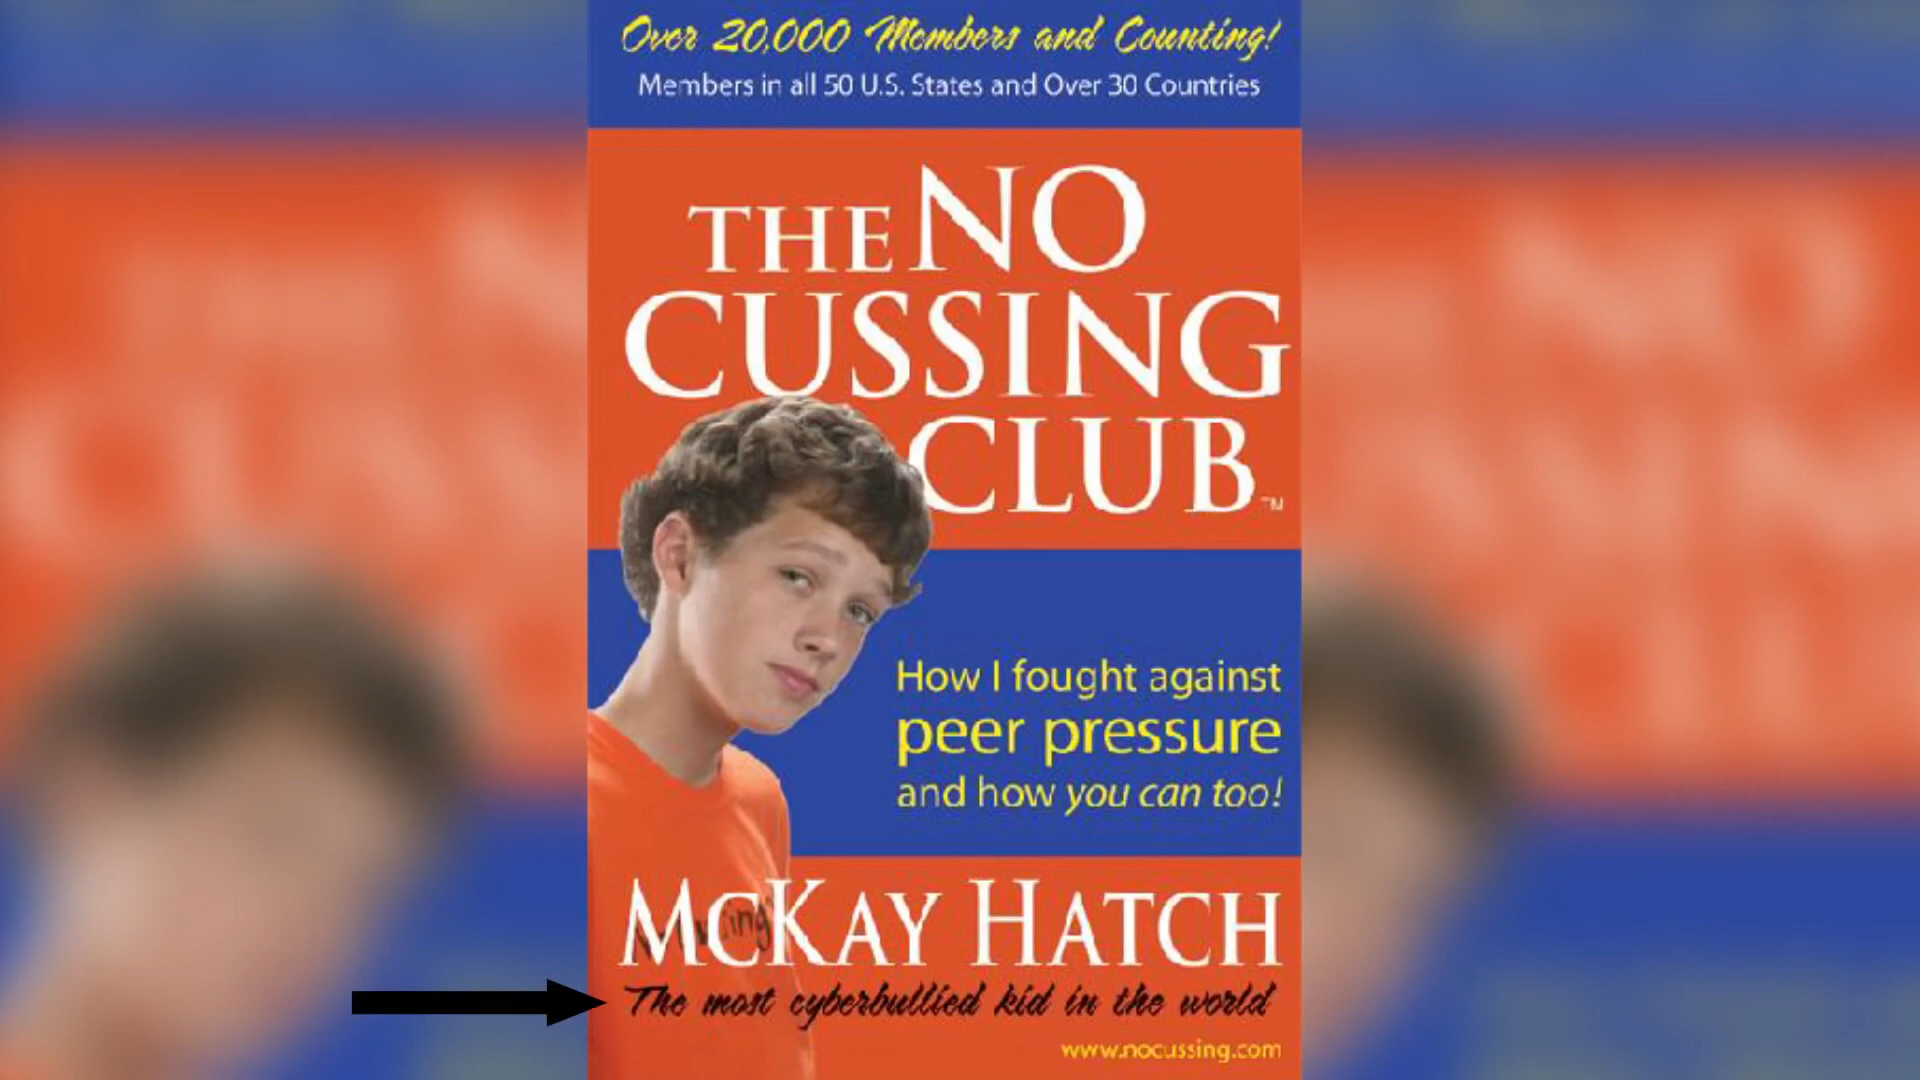 Over 20,000 Members and Counting!
Members in all 50 U.S. States and Over 30 Countries
THE NO
CUSSING
CLUB™
How I fought against
peer pressure
and how you can too!
MCKAY HATCH
The most cyberbullied kid in the world
www.nocussing.com